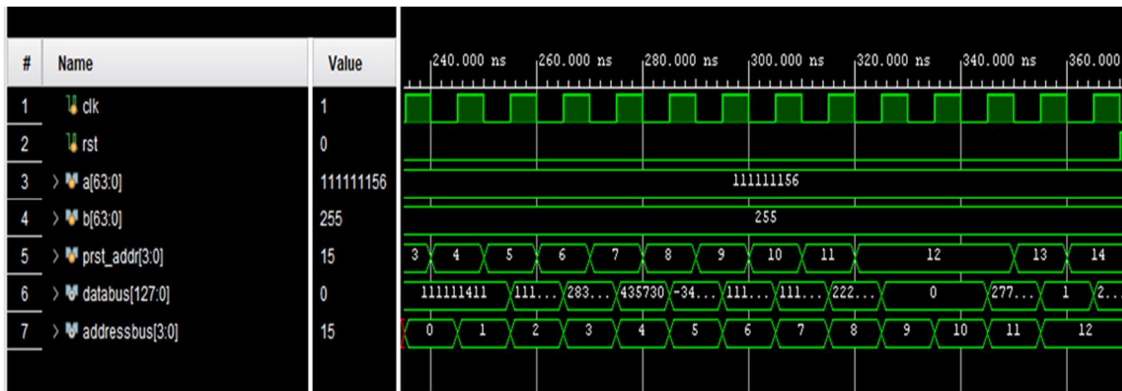 # Name Value 240.000 ns 260.000 ns 280.000 ns 300.000 ns 320.000 ns 340.000 ns 360.000
1 clk 1
2 rst 0
3 > a[63:0] 111111156 111111156
4 > b[63:0] 255 255
5 > prst_addr[3:0] 15 3 4 5 6 7 8 9 10 11 12 13 14
6 > databus[127:0] 0 111111411 111... 283... 435730 -34... 111... 111... 222... 0 277... 1 2...
7 > addressbus[3:0] 15 0 1 2 3 4 5 6 7 8 9 10 11 12